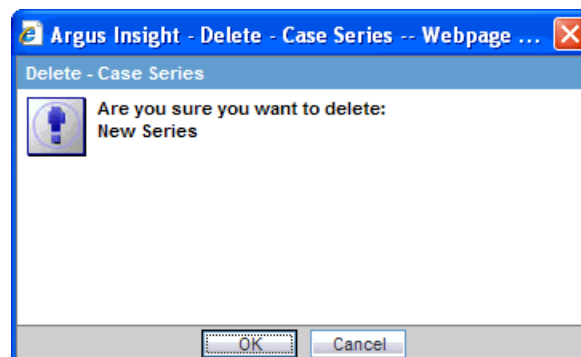 Argus Insight - Delete - Case Series -- Webpage ...
Delete - Case Series
Are you sure you want to delete:
New Series
OK
Cancel